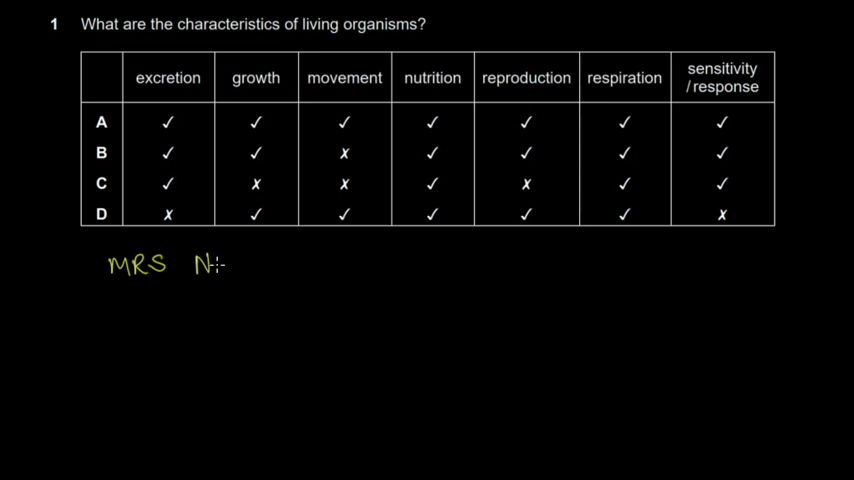 1 What are the characteristics of living organisms?
excretion growth movement nutrition reproduction respiration sensitivity /response
A ✓ ✓ ✓ ✓ ✓ ✓ ✓
B ✓ ✓ ✗ ✓ ✓ ✓ ✓
C ✓ ✗ ✗ ✓ ✗ ✓ ✓
D ✗ ✓ ✓ ✓ ✓ ✓ ✗
MRS N